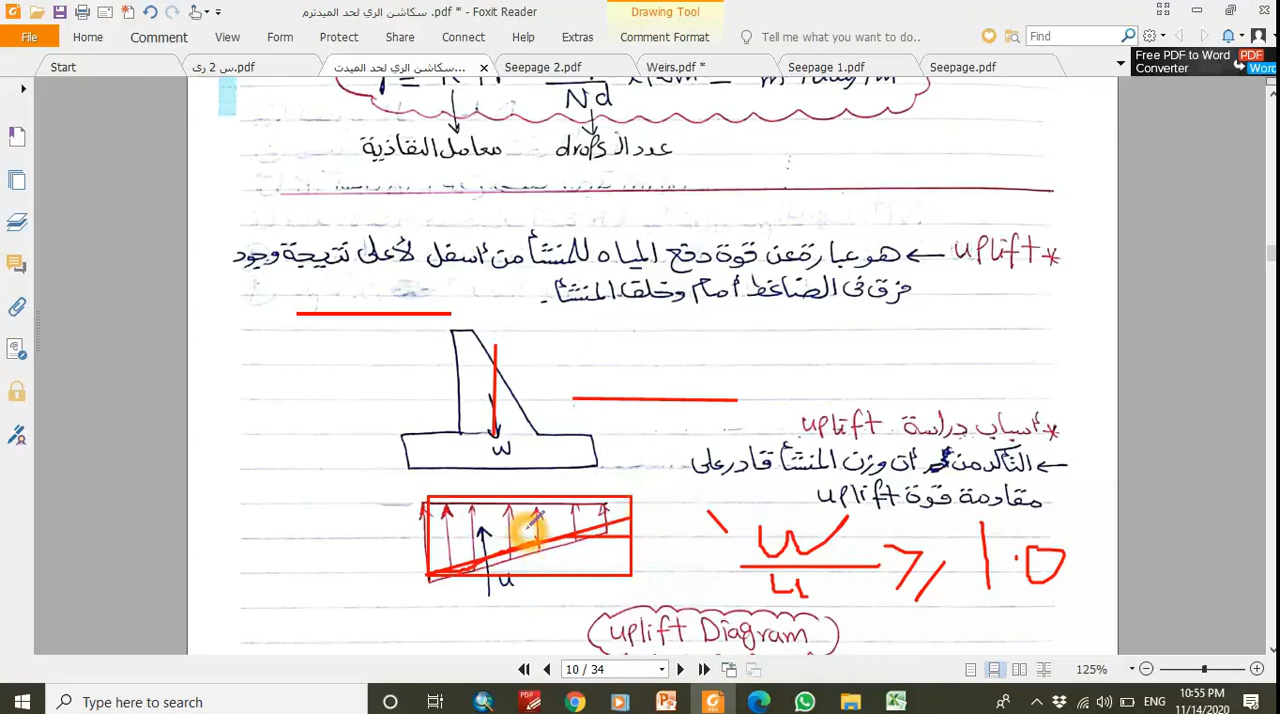 سكاشن الري لحد الميدترم.pdf * - Foxit Reader
Drawing Tool
File
Home
Comment
View
Form
Protect
Share
Connect
Help
Extras
Comment Format
Tell me what you want to do..
Find
Start
س 2 رى.pdf
سكاشن الري لحد الميدت...
Seepage 2.pdf
Weirs.pdf *
Seepage 1.pdf
Seepage.pdf
Free PDF to Word
Converter
PDF
Word
Nd
معامل النفاذية
عدد الـ drops
* uplift ← هو عبارة عن قوة دفع المياه للمنشأ من أسفل لأعلى نتيجة وجود
فرق فى الضاغط أمام وخلف المنشأ.
w
* أسباب دراسة uplift
← التأكد من أن وزن المنشأ قادر على
مقاومة قوة uplift
W
u
≥ 1.0
u
uplift Diagram
10 / 34
125%
Type here to search
ENG
10:55 PM
11/14/2020